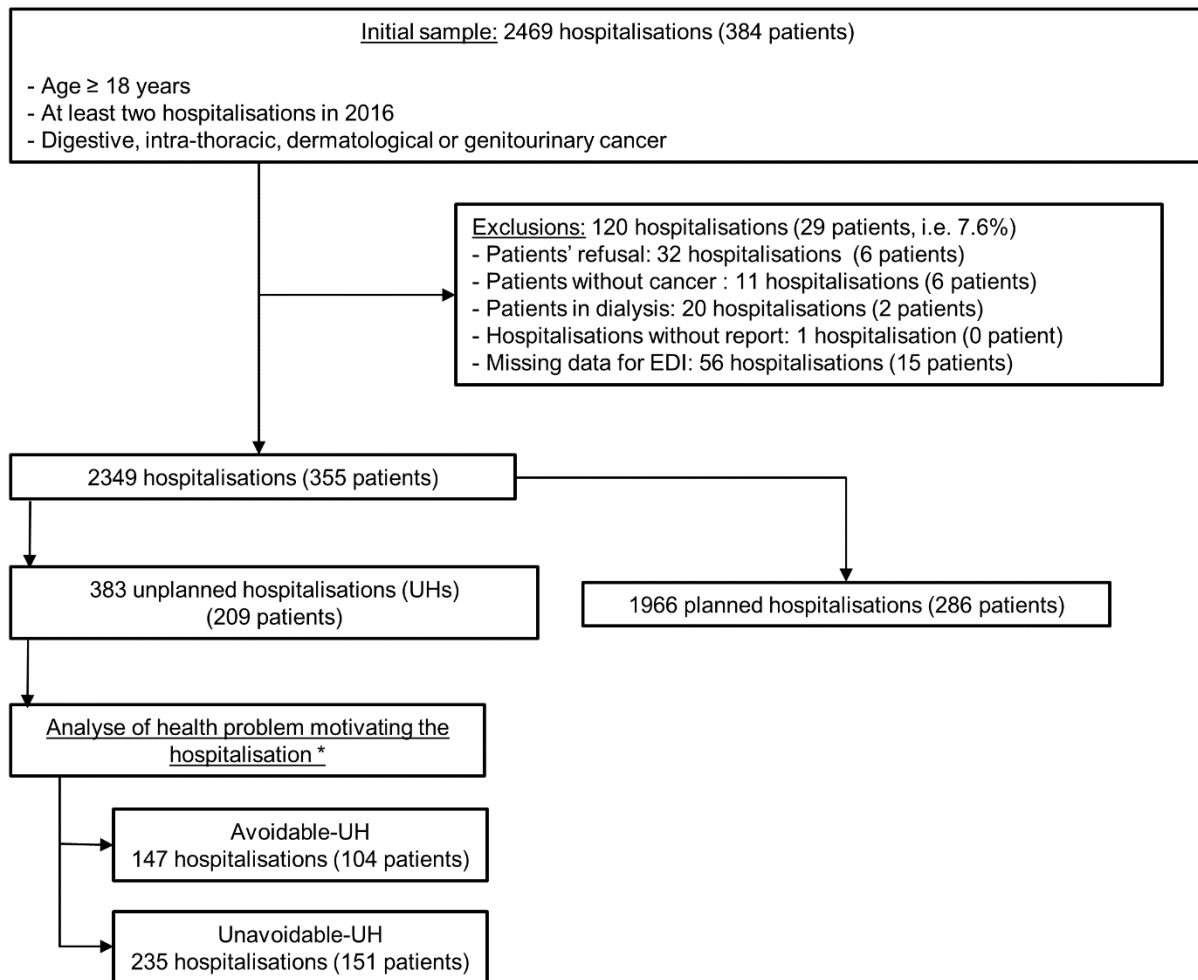 Initial sample: 2469 hospitalisations (384 patients)
- Age ≥ 18 years
- At least two hospitalisations in 2016
- Digestive, intra-thoracic, dermatological or genitourinary cancer
Exclusions: 120 hospitalisations (29 patients, i.e. 7.6%)
- Patients' refusal: 32 hospitalisations (6 patients)
- Patients without cancer : 11 hospitalisations (6 patients)
- Patients in dialysis: 20 hospitalisations (2 patients)
- Hospitalisations without report: 1 hospitalisation (0 patient)
- Missing data for EDI: 56 hospitalisations (15 patients)
2349 hospitalisations (355 patients)
383 unplanned hospitalisations (UHs)
(209 patients)
1966 planned hospitalisations (286 patients)
Analyse of health problem motivating the
hospitalisation *
Avoidable-UH
147 hospitalisations (104 patients)
Unavoidable-UH
235 hospitalisations (151 patients)